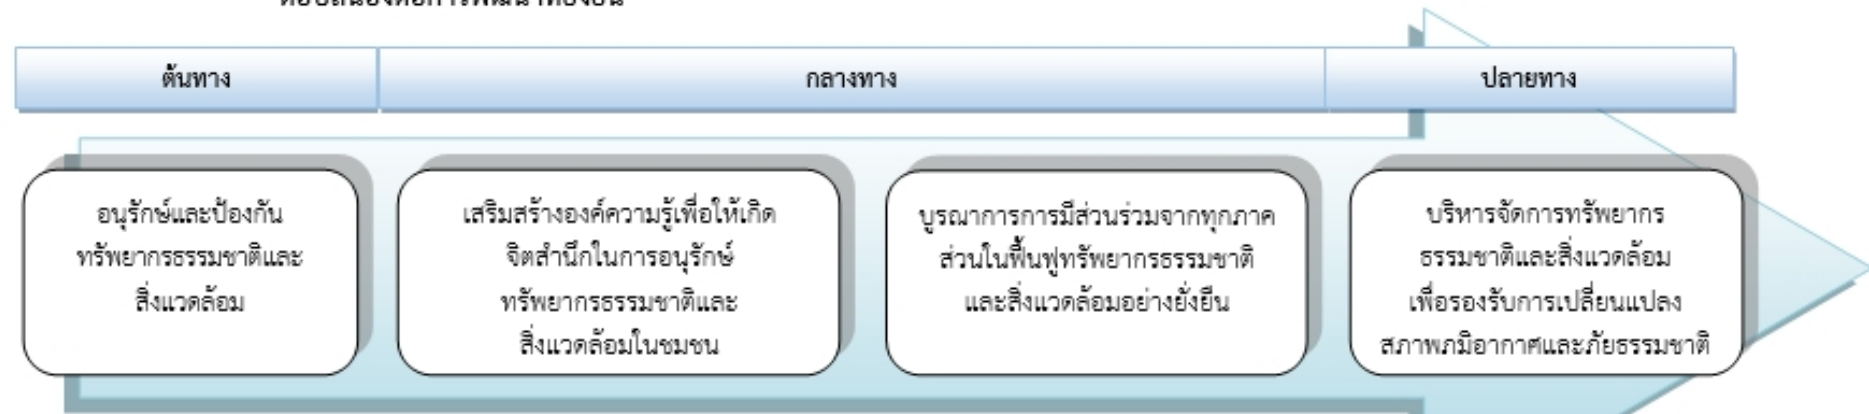 ต้นทาง
กลางทาง
ปลายทาง
อนุรักษ์และป้องกัน
ทรัพยากรธรรมชาติและ
สิ่งแวดล้อม
เสริมสร้างองค์ความรู้เพื่อให้เกิด
จิตสำนึกในการอนุรักษ์
ทรัพยากรธรรมชาติและ
สิ่งแวดล้อมในชมชน
บูรณาการการมีส่วนร่วมจากทุกภาค
ส่วนในฟื้นฟูทรัพยากรธรรมชาติ
และสิ่งแวดล้อมอย่างยั่งยืน
บริหารจัดการทรัพยากร
ธรรมชาติและสิ่งแวดล้อม
เพื่อรองรับการเปลี่ยนแปลง
สภาพภมิอากาศและภัยธรรมชาติ